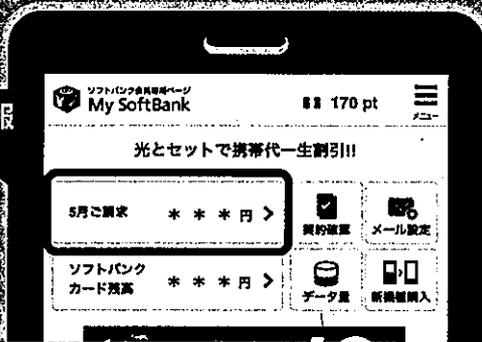 ソフトバンク会員専用ページ
My SoftBank
170 pt
メニュー
光とセットで携帯代一生割引!!
5月ご請求
***円 >
契約確認
メール設定
ソフトバンク
カード残高
***円 >
データ量
新機種購入